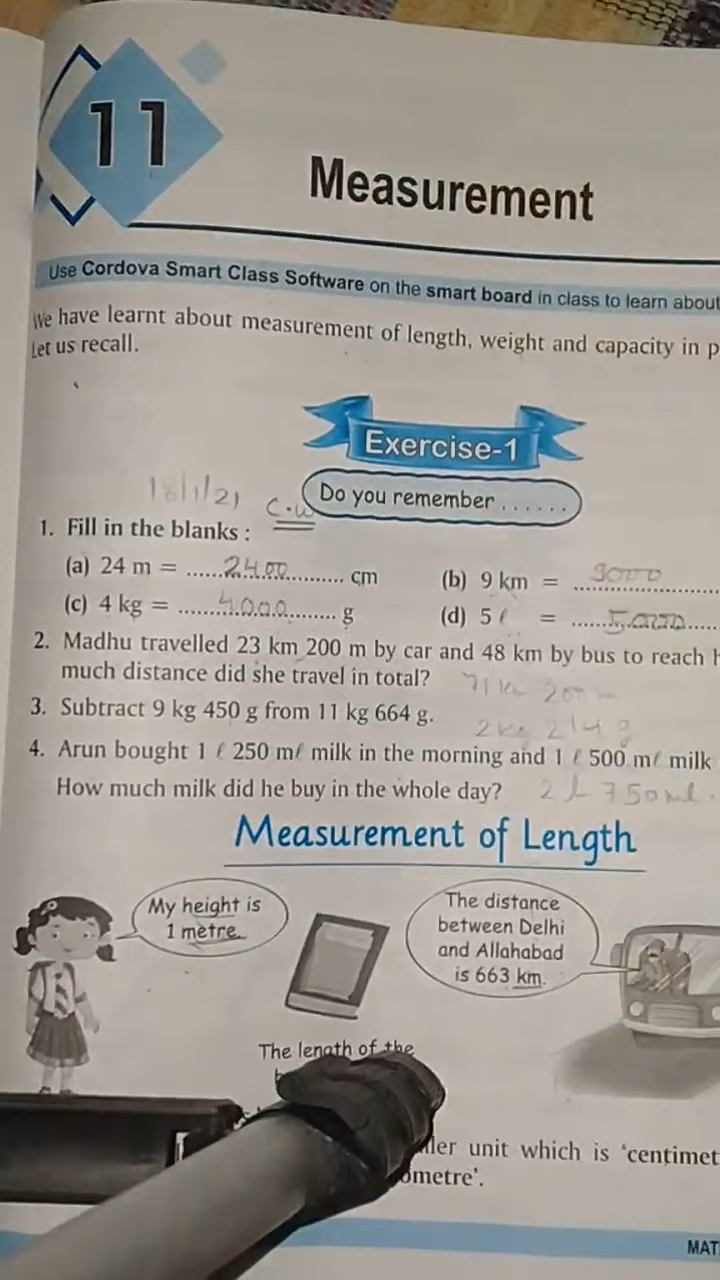 11
Measurement
Use Cordova Smart Class Software on the smart board in class to learn about
We have learnt about measurement of length, weight and capacity in p
Let us recall.
Exercise-1
18/1/21 C.W Do you remember ......
1. Fill in the blanks :
(a) 24 m = ......2400............ cm (b) 9 km = 9000
(c) 4 kg = ......4000............ g (d) 5 ℓ = ......5000......
2. Madhu travelled 23 km 200 m by car and 48 km by bus to reach h
much distance did she travel in total? 71 km 200 m
3. Subtract 9 kg 450 g from 11 kg 664 g. 2 kg 214 g
4. Arun bought 1 ℓ 250 mℓ milk in the morning and 1 ℓ 500 mℓ milk
How much milk did he buy in the whole day? 2 L 750 ml.
Measurement of Length
My height is
1 metre.
The distance
between Delhi
and Allahabad
is 663 km.
The length of the
ller unit which is ‘centimet
ometre’.
MAT